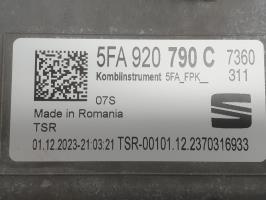 5FA 920 790 C 7360
Kombiinstrument 5FA_FPK__ 311
07S
Made in Romania
TSR
01.12.2023-21:03:21 TSR-00101.12.2370316933